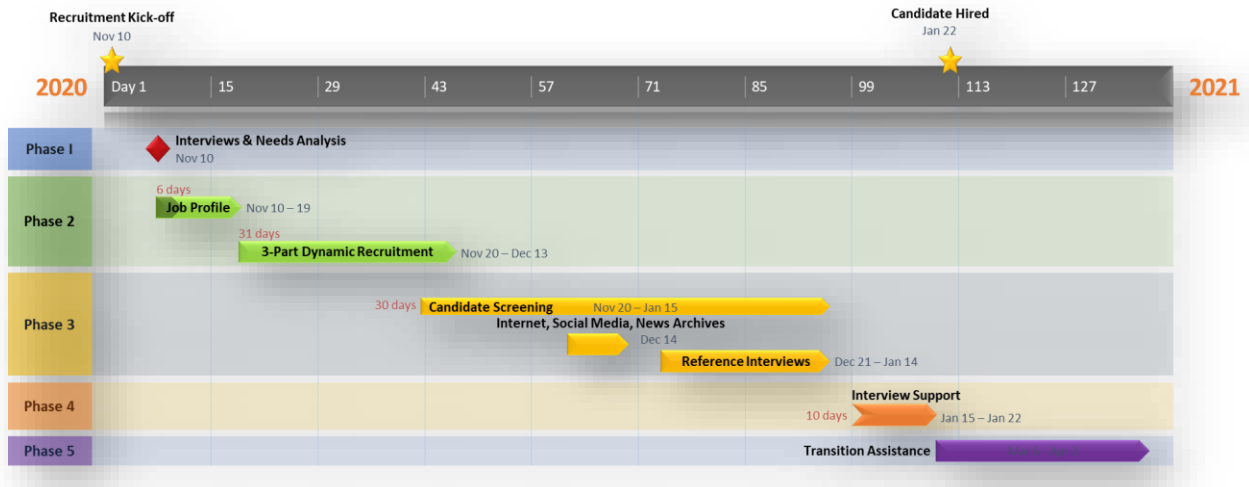 Recruitment Kick-off
Nov 10
Candidate Hired
Jan 22
2020
Day 1 15 29 43 57 71 85 99 113 127
2021
Phase I
Interviews & Needs Analysis
Nov 10
Phase 2
6 days
Job Profile
Nov 10 – 19
31 days
3-Part Dynamic Recruitment
Nov 20 – Dec 13
Phase 3
30 days
Candidate Screening
Nov 20 – Jan 15
Internet, Social Media, News Archives
Dec 14
Reference Interviews
Dec 21 – Jan 14
Phase 4
Interview Support
10 days
Jan 15 – Jan 22
Phase 5
Transition Assistance